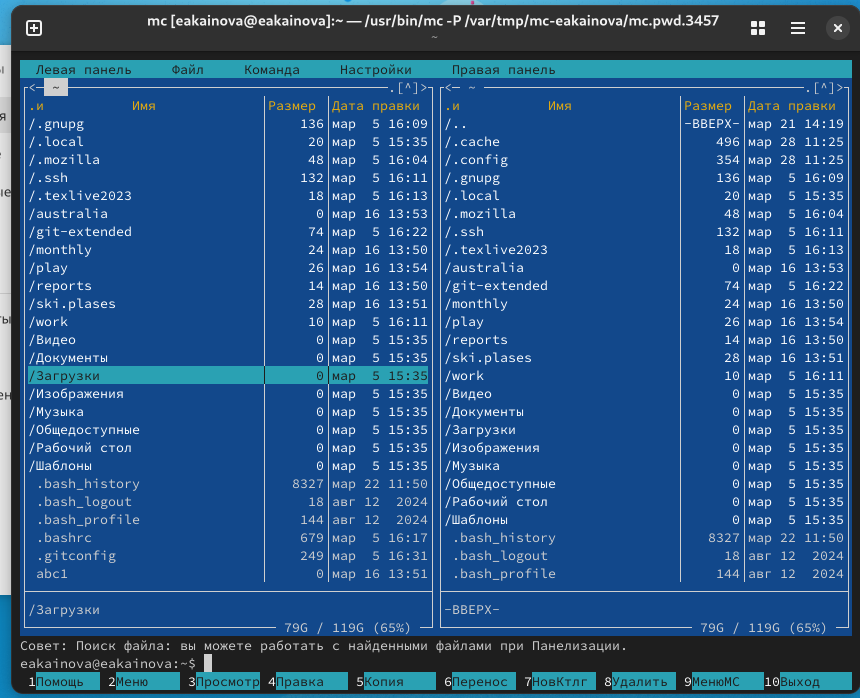 mc [eakainova@eakainova]:~ — /usr/bin/mc -P /var/tmp/mc-eakainova/mc.pwd.3457
~
Левая панель Файл Команда Настройки Правая панель
<─ ~ ─.[^]>
.и Имя Размер Дата правки
/.gnupg 136 мар 5 16:09
/.local 20 мар 5 15:35
/.mozilla 48 мар 5 16:04
/.ssh 132 мар 5 16:11
/.texlive2023 18 мар 5 16:13
/australia 0 мар 16 13:53
/git-extended 74 мар 5 16:22
/monthly 24 мар 16 13:50
/play 26 мар 16 13:54
/reports 14 мар 16 13:50
/ski.plases 28 мар 16 13:51
/work 10 мар 5 16:11
/Видео 0 мар 5 15:35
/Документы 0 мар 5 15:35
/Загрузки 0 мар 5 15:35
/Изображения 0 мар 5 15:35
/Музыка 0 мар 5 15:35
/Общедоступные 0 мар 5 15:35
/Рабочий стол 0 мар 5 15:35
/Шаблоны 0 мар 5 15:35
.bash_history 8327 мар 22 11:50
.bash_logout 18 авг 12 2024
.bash_profile 144 авг 12 2024
.bashrc 679 мар 5 16:17
.gitconfig 249 мар 5 16:31
abc1 0 мар 16 13:51
/Загрузки
79G / 119G (65%)
<─ ~ ─.[^]>
.и Имя Размер Дата правки
/.. -ВВЕРХ- мар 21 14:19
/.cache 496 мар 28 11:25
/.config 354 мар 28 11:25
/.gnupg 136 мар 5 16:09
/.local 20 мар 5 15:35
/.mozilla 48 мар 5 16:04
/.ssh 132 мар 5 16:11
/.texlive2023 18 мар 5 16:13
/australia 0 мар 16 13:53
/git-extended 74 мар 5 16:22
/monthly 24 мар 16 13:50
/play 26 мар 16 13:54
/reports 14 мар 16 13:50
/ski.plases 28 мар 16 13:51
/work 10 мар 5 16:11
/Видео 0 мар 5 15:35
/Документы 0 мар 5 15:35
/Загрузки 0 мар 5 15:35
/Изображения 0 мар 5 15:35
/Музыка 0 мар 5 15:35
/Общедоступные 0 мар 5 15:35
/Рабочий стол 0 мар 5 15:35
/Шаблоны 0 мар 5 15:35
.bash_history 8327 мар 22 11:50
.bash_logout 18 авг 12 2024
.bash_profile 144 авг 12 2024
-ВВЕРХ-
79G / 119G (65%)
Совет: Поиск файла: вы можете работать с найденными файлами при Панелизации.
eakainova@eakainova:~$
1Помощь 2Меню 3Просмотр 4Правка 5Копия 6Перенос 7НовКтлг 8Удалить 9МенюMC 10Выход